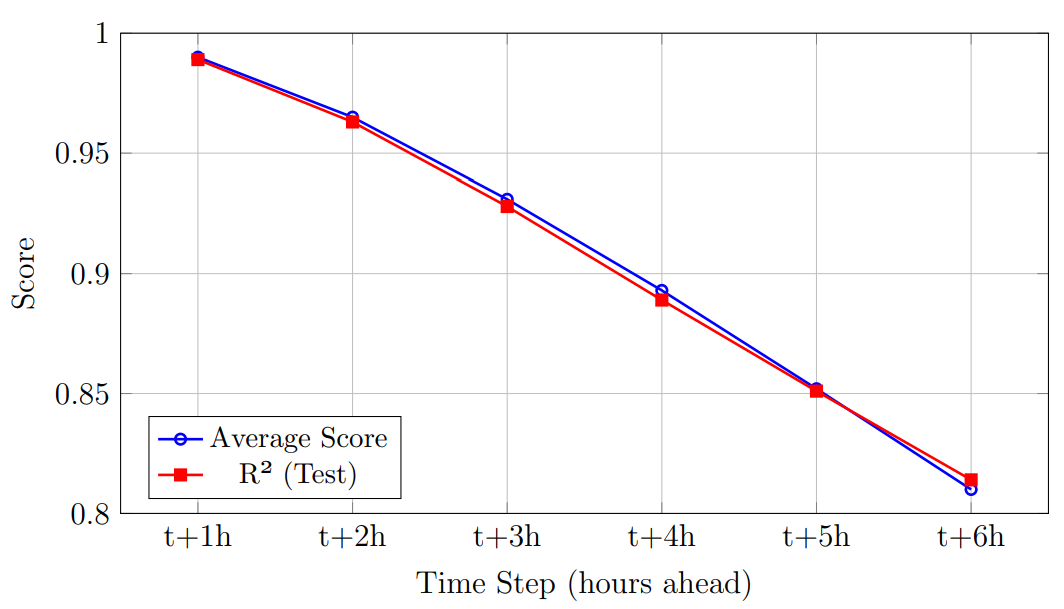 1
0.95
0.9
0.85
0.8
Score
Average Score
R² (Test)
t+1h t+2h t+3h t+4h t+5h t+6h
Time Step (hours ahead)